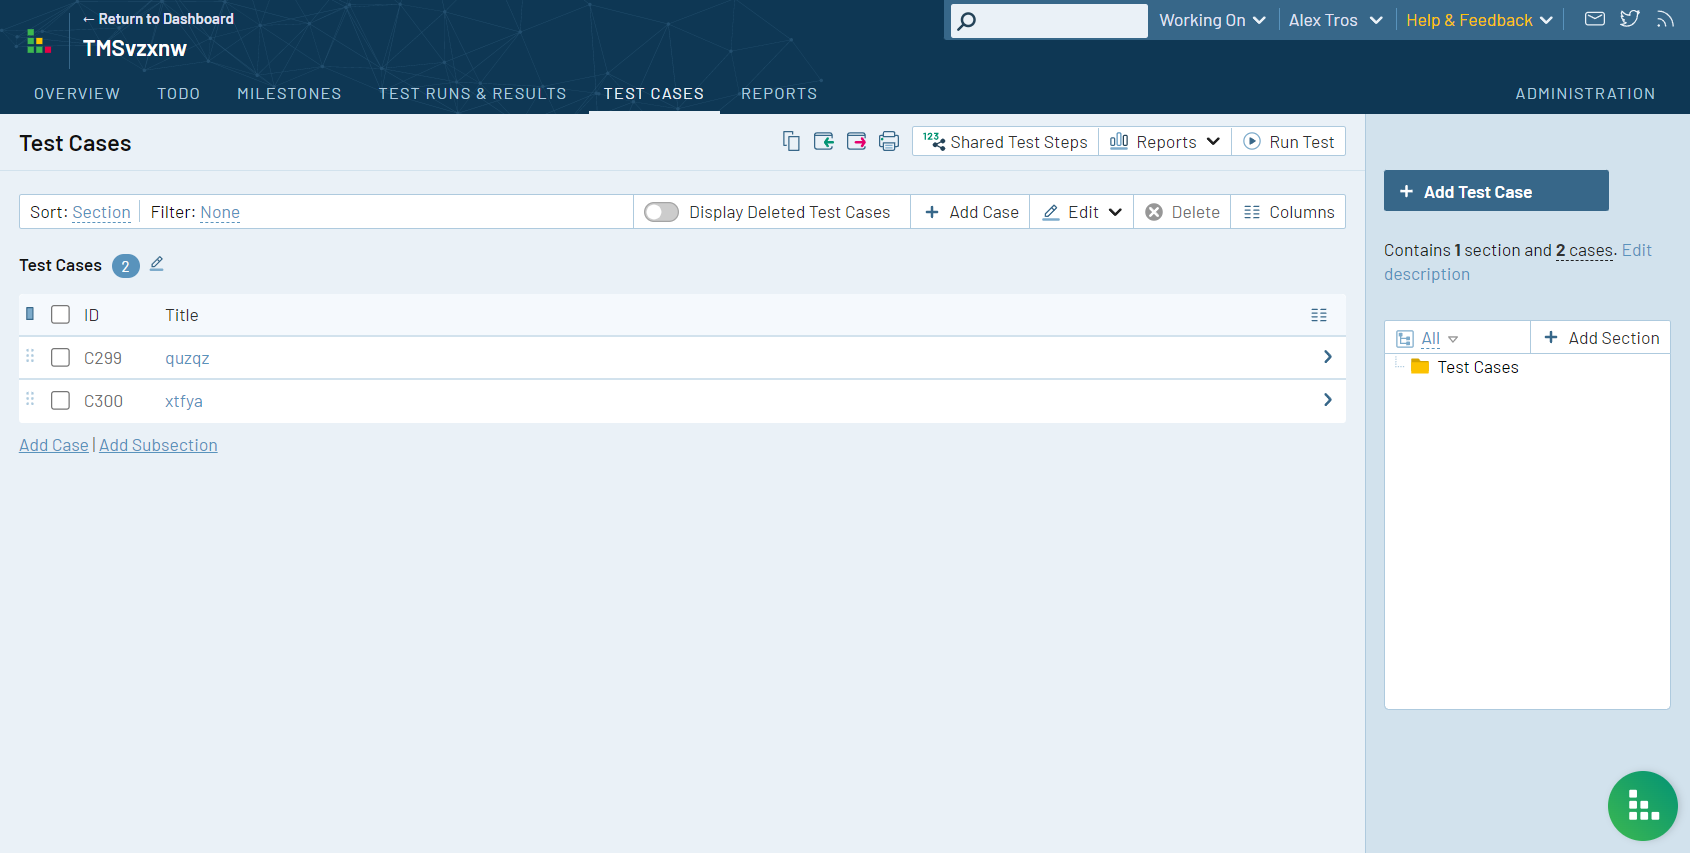 ← Return to Dashboard
TMSvzxnw
Working On
Alex Tros
Help & Feedback
OVERVIEW
TODO
MILESTONES
TEST RUNS & RESULTS
TEST CASES
REPORTS
ADMINISTRATION
Test Cases
123 Shared Test Steps
Reports
Run Test
Sort: Section
Filter: None
Display Deleted Test Cases
+ Add Case
Edit
Delete
Columns
Test Cases 2
ID Title
C299 quzqz
C300 xtfya
Add Case | Add Subsection
+ Add Test Case
Contains 1 section and 2 cases. Edit
description
All
+ Add Section
Test Cases